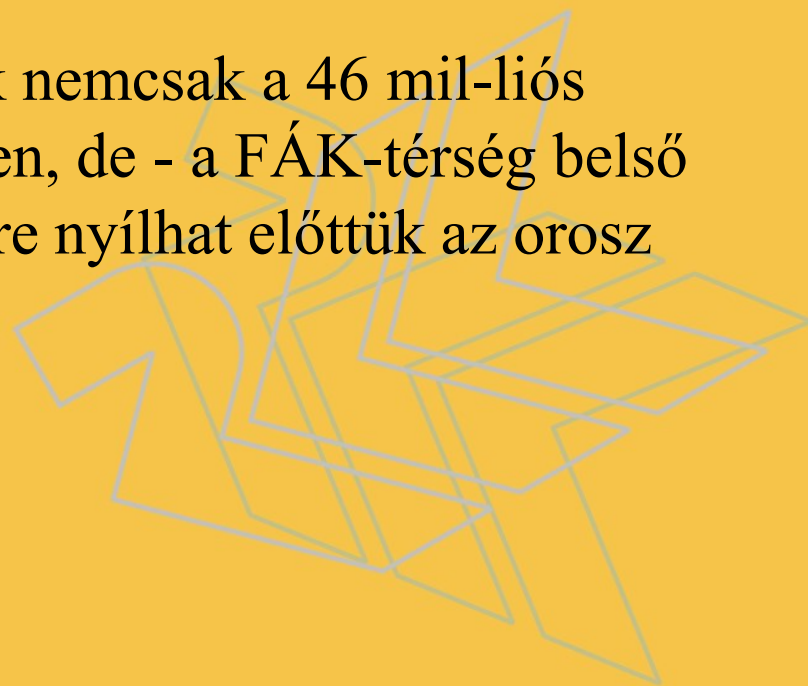 k nemcsak a 46 mil-liós
en, de - a FÁK-térség belső
re nyílhat előttük az orosz